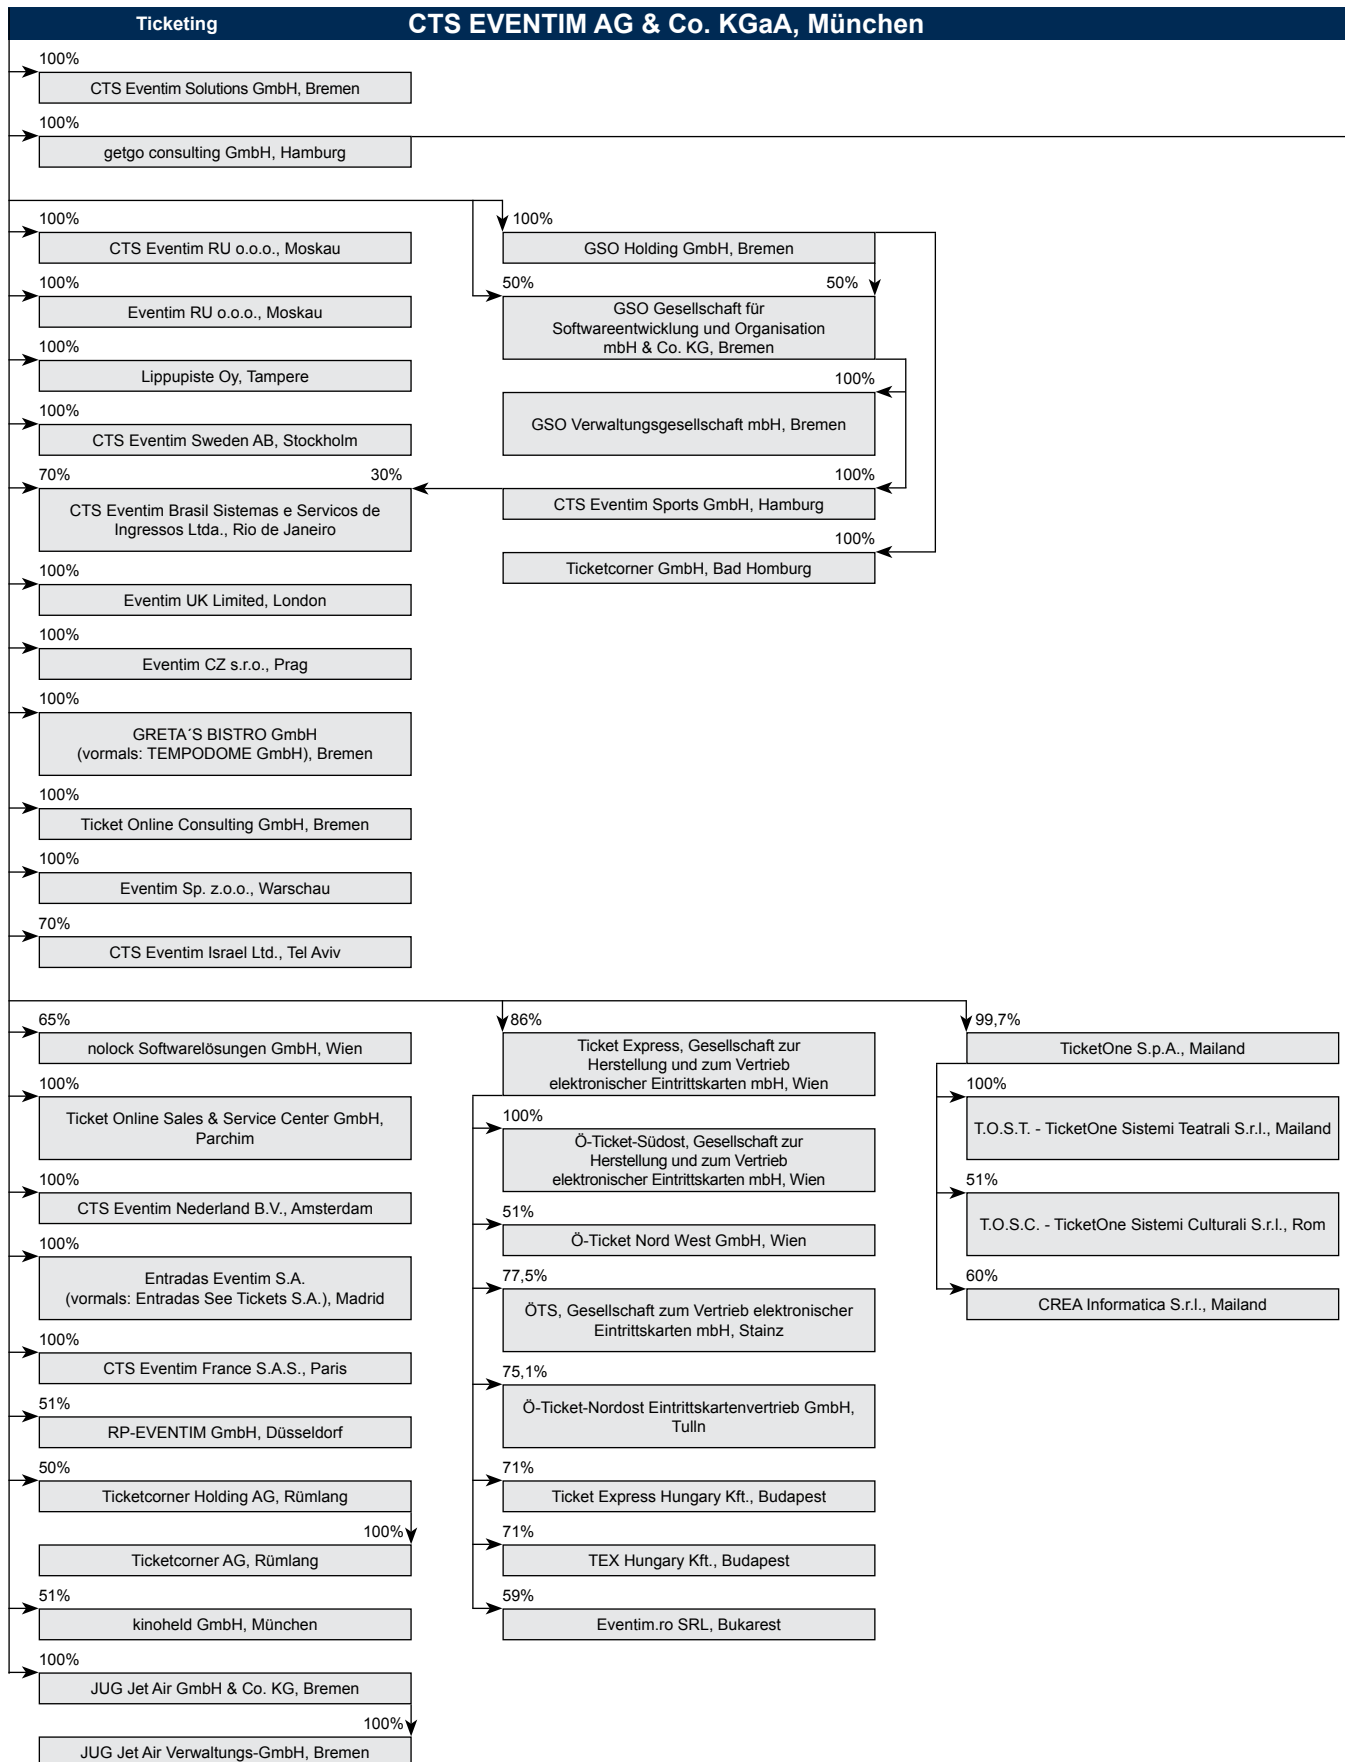 Ticketing
CTS EVENTIM AG & Co. KGaA, München
100%
CTS Eventim Solutions GmbH, Bremen
100%
getgo consulting GmbH, Hamburg
100%
CTS Eventim RU o.o.o., Moskau
100%
Eventim RU o.o.o., Moskau
100%
Lippupiste Oy, Tampere
100%
CTS Eventim Sweden AB, Stockholm
70%
30%
CTS Eventim Brasil Sistemas e Servicos de
Ingressos Ltda., Rio de Janeiro
100%
Eventim UK Limited, London
100%
Eventim CZ s.r.o., Prag
100%
GRETA´S BISTRO GmbH
(vormals: TEMPODOME GmbH), Bremen
100%
Ticket Online Consulting GmbH, Bremen
100%
Eventim Sp. z.o.o., Warschau
70%
CTS Eventim Israel Ltd., Tel Aviv
100%
GSO Holding GmbH, Bremen
50%
50%
GSO Gesellschaft für
Softwareentwicklung und Organisation
mbH & Co. KG, Bremen
100%
GSO Verwaltungsgesellschaft mbH, Bremen
100%
CTS Eventim Sports GmbH, Hamburg
100%
Ticketcorner GmbH, Bad Homburg
65%
nolock Softwarelösungen GmbH, Wien
100%
Ticket Online Sales & Service Center GmbH,
Parchim
100%
CTS Eventim Nederland B.V., Amsterdam
100%
Entradas Eventim S.A.
(vormals: Entradas See Tickets S.A.), Madrid
100%
CTS Eventim France S.A.S., Paris
51%
RP-EVENTIM GmbH, Düsseldorf
50%
Ticketcorner Holding AG, Rümlang
100%
Ticketcorner AG, Rümlang
51%
kinoheld GmbH, München
100%
JUG Jet Air GmbH & Co. KG, Bremen
100%
JUG Jet Air Verwaltungs-GmbH, Bremen
86%
Ticket Express, Gesellschaft zur
Herstellung und zum Vertrieb
elektronischer Eintrittskarten mbH, Wien
100%
Ö-Ticket-Südost, Gesellschaft zur
Herstellung und zum Vertrieb
elektronischer Eintrittskarten mbH, Wien
51%
Ö-Ticket Nord West GmbH, Wien
77,5%
ÖTS, Gesellschaft zum Vertrieb elektronischer
Eintrittskarten mbH, Stainz
75,1%
Ö-Ticket-Nordost Eintrittskartenvertrieb GmbH,
Tulln
71%
Ticket Express Hungary Kft., Budapest
71%
TEX Hungary Kft., Budapest
59%
Eventim.ro SRL, Bukarest
99,7%
TicketOne S.p.A., Mailand
100%
T.O.S.T. - TicketOne Sistemi Teatrali S.r.l., Mailand
51%
T.O.S.C. - TicketOne Sistemi Culturali S.r.l., Rom
60%
CREA Informatica S.r.l., Mailand